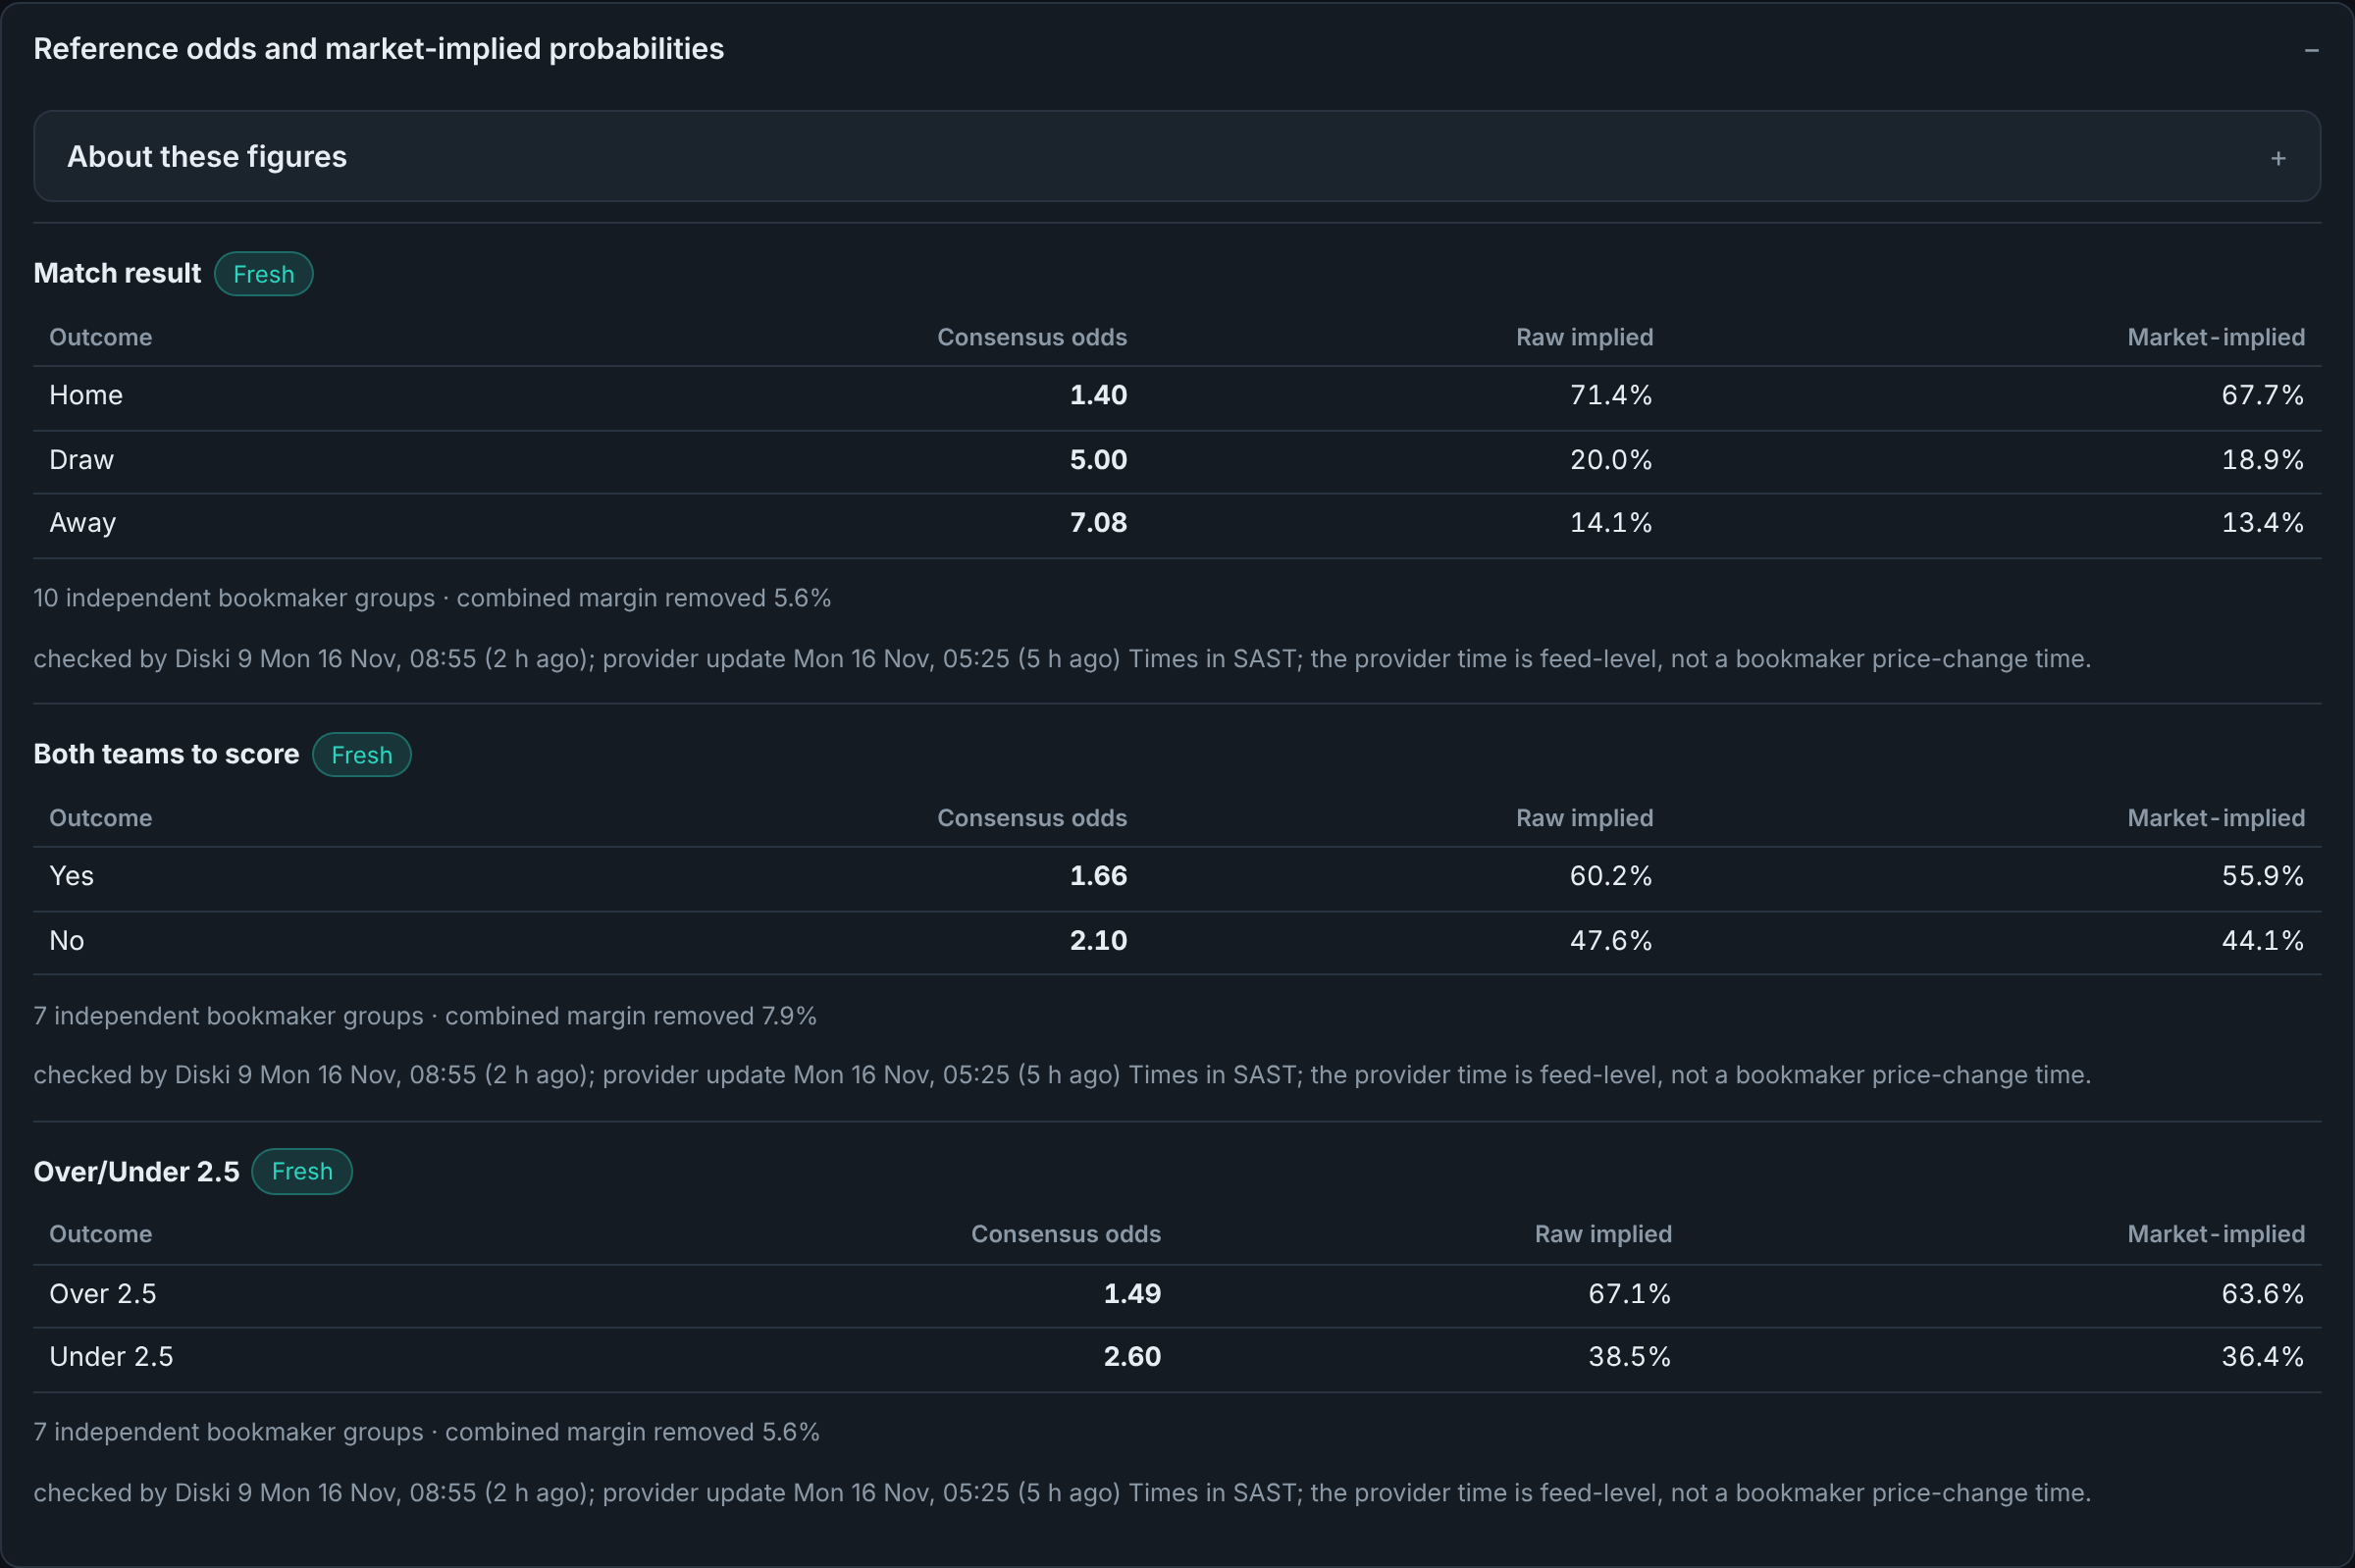 Reference odds and market-implied probabilities −
About these figures +
Match result Fresh
Outcome Consensus odds Raw implied Market-implied
Home 1.40 71.4% 67.7%
Draw 5.00 20.0% 18.9%
Away 7.08 14.1% 13.4%
10 independent bookmaker groups · combined margin removed 5.6%
checked by Diski 9 Mon 16 Nov, 08:55 (2 h ago); provider update Mon 16 Nov, 05:25 (5 h ago) Times in SAST; the provider time is feed-level, not a bookmaker price-change time.
Both teams to score Fresh
Outcome Consensus odds Raw implied Market-implied
Yes 1.66 60.2% 55.9%
No 2.10 47.6% 44.1%
7 independent bookmaker groups · combined margin removed 7.9%
checked by Diski 9 Mon 16 Nov, 08:55 (2 h ago); provider update Mon 16 Nov, 05:25 (5 h ago) Times in SAST; the provider time is feed-level, not a bookmaker price-change time.
Over/Under 2.5 Fresh
Outcome Consensus odds Raw implied Market-implied
Over 2.5 1.49 67.1% 63.6%
Under 2.5 2.60 38.5% 36.4%
7 independent bookmaker groups · combined margin removed 5.6%
checked by Diski 9 Mon 16 Nov, 08:55 (2 h ago); provider update Mon 16 Nov, 05:25 (5 h ago) Times in SAST; the provider time is feed-level, not a bookmaker price-change time.